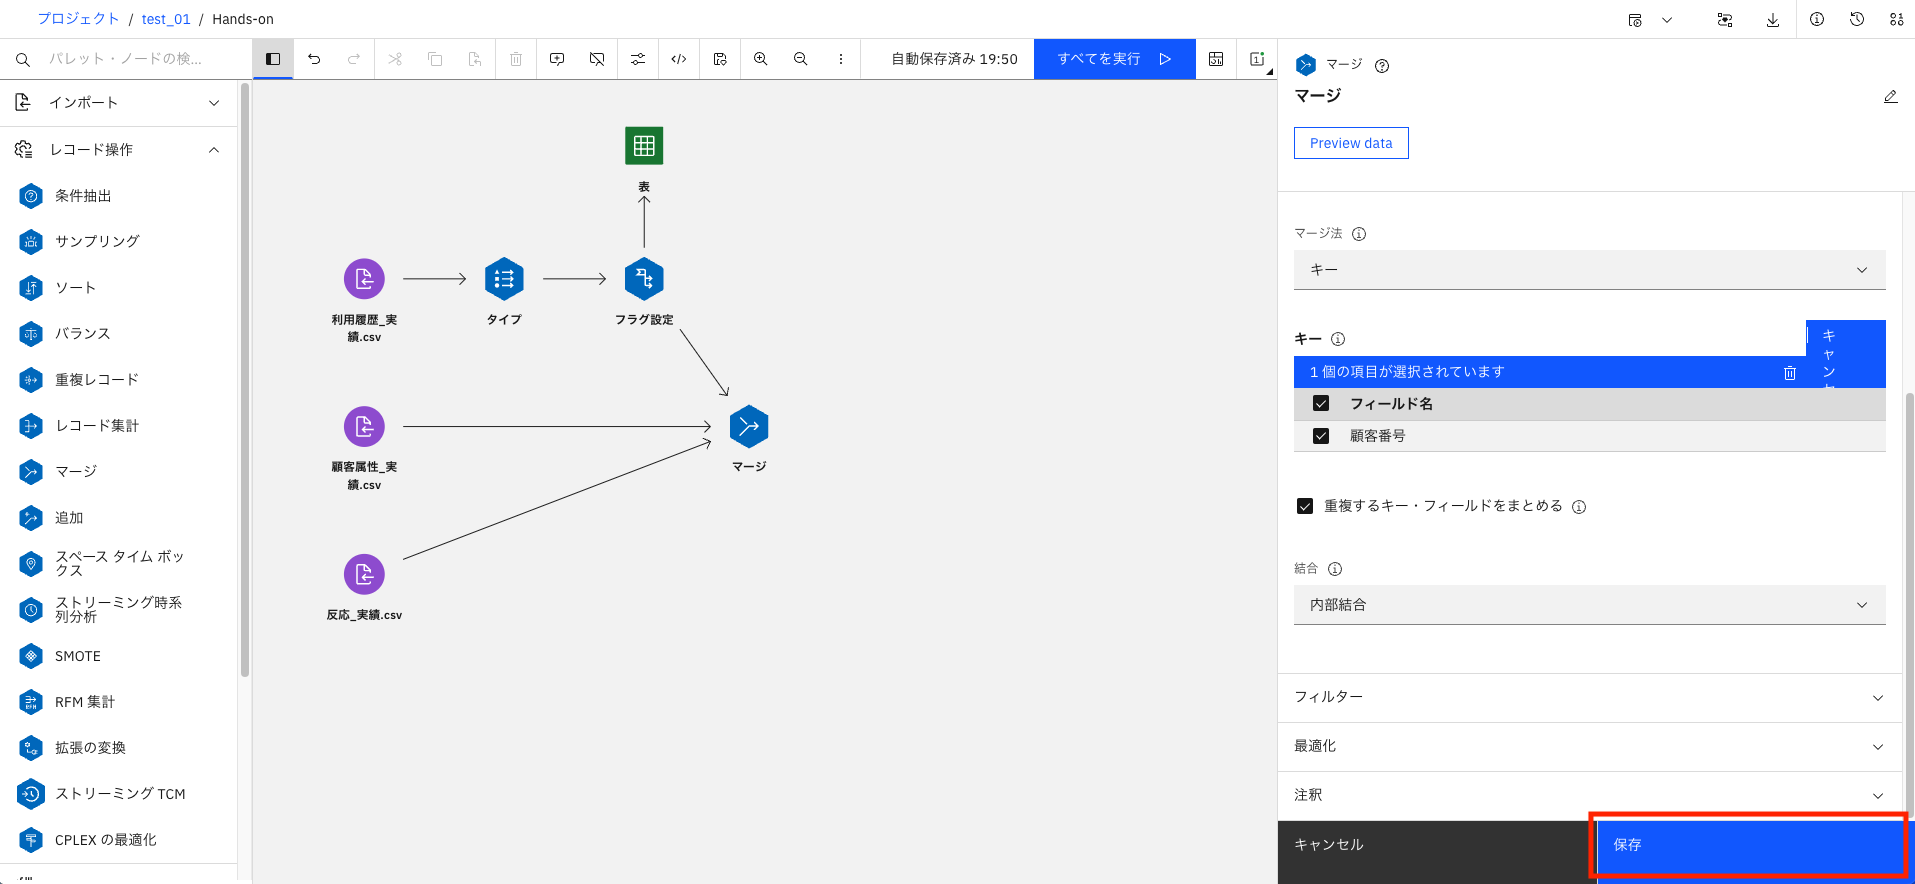 プロジェクト / test_01 / Hands-on
パレット・ノードの検...
自動保存済み 19:50
すべてを実行
インポート
レコード操作
条件抽出
サンプリング
ソート
バランス
重複レコード
レコード集計
マージ
追加
スペース タイム ボッ
クス
ストリーミング時系
列分析
SMOTE
RFM 集計
拡張の変換
ストリーミング TCM
CPLEX の最適化
表
利用履歴_実
績.csv
タイプ
フラグ設定
顧客属性_実
績.csv
マージ
反応_実績.csv
マージ
マージ
Preview data
マージ法
キー
キー
キャンセ
1 個の項目が選択されています
フィールド名
顧客番号
重複するキー・フィールドをまとめる
結合
内部結合
フィルター
最適化
注釈
キャンセル
保存